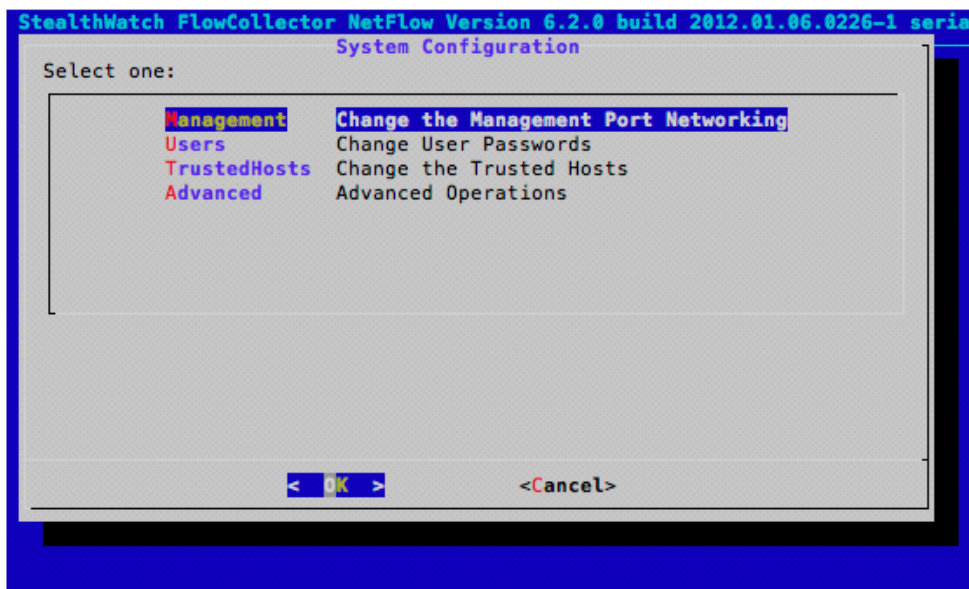 StealthWatch FlowCollector NetFlow Version 6.2.0 build 2012.01.06.0226-1 seria
System Configuration
Select one:
Management Change the Management Port Networking
Users Change User Passwords
TrustedHosts Change the Trusted Hosts
Advanced Advanced Operations
< OK > <Cancel>